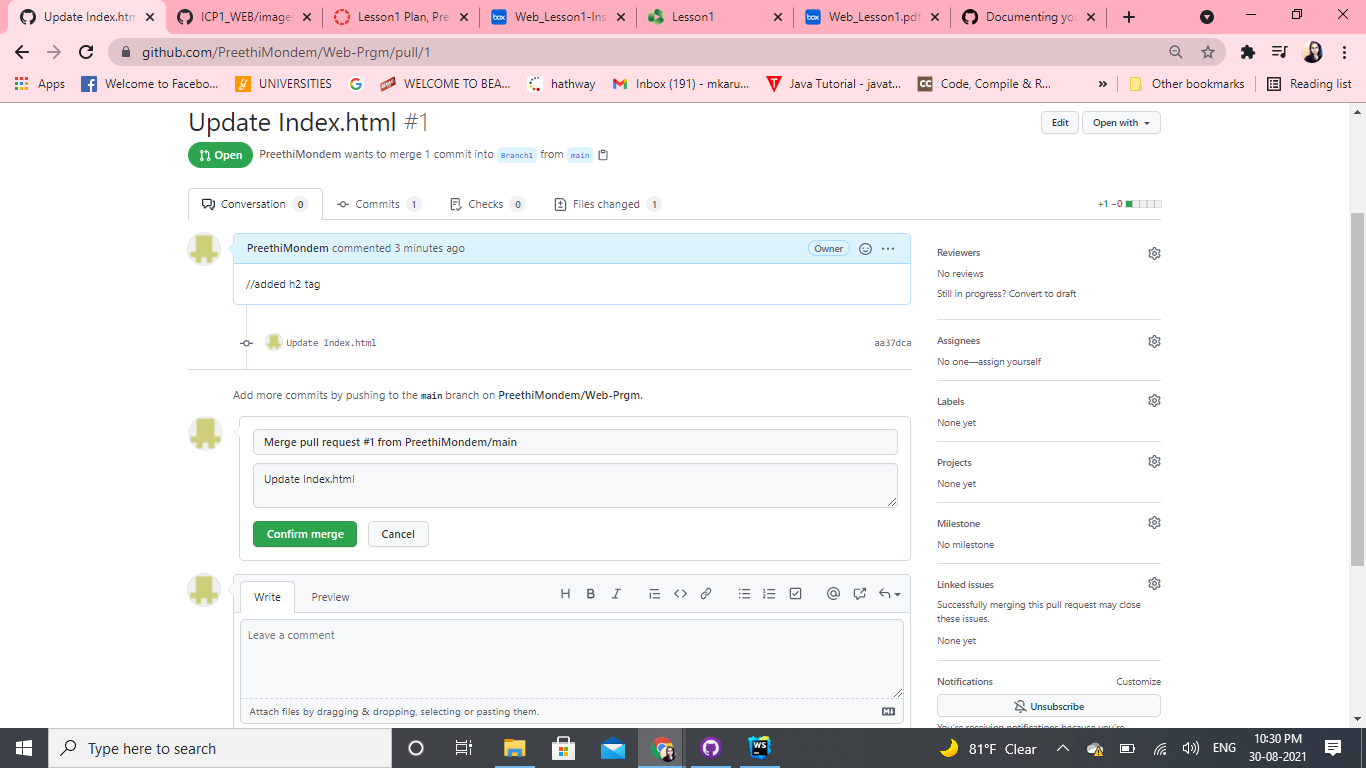 Update Index.htm
ICP1_WEB/image
Lesson1 Plan, Pre
Web_Lesson1-Ins
Lesson1
Web_Lesson1.pdf
Documenting yo
github.com/PreethiMondem/Web-Prgm/pull/1
Apps
Welcome to Facebo...
UNIVERSITIES
WELCOME TO BEA...
hathway
Inbox (191) - mkaru...
Java Tutorial - javat...
Code, Compile & R...
»
Other bookmarks
Reading list
Update Index.html #1
Edit
Open with
Open
PreethiMondem wants to merge 1 commit into Branch1 from main
Conversation 0
Commits 1
Checks 0
Files changed 1
+1 −0
PreethiMondem commented 3 minutes ago
Owner
//added h2 tag
Update Index.html
aa37dca
Add more commits by pushing to the main branch on PreethiMondem/Web-Prgm.
Merge pull request #1 from PreethiMondem/main
Update Index.html
Confirm merge
Cancel
Write
Preview
Leave a comment
Attach files by dragging & dropping, selecting or pasting them.
Reviewers
No reviews
Still in progress? Convert to draft
Assignees
No one—assign yourself
Labels
None yet
Projects
None yet
Milestone
No milestone
Linked issues
Successfully merging this pull request may close
these issues.
None yet
Notifications
Customize
Unsubscribe
You're receiving notifications because you're
Type here to search
81°F Clear
ENG
10:30 PM
30-08-2021